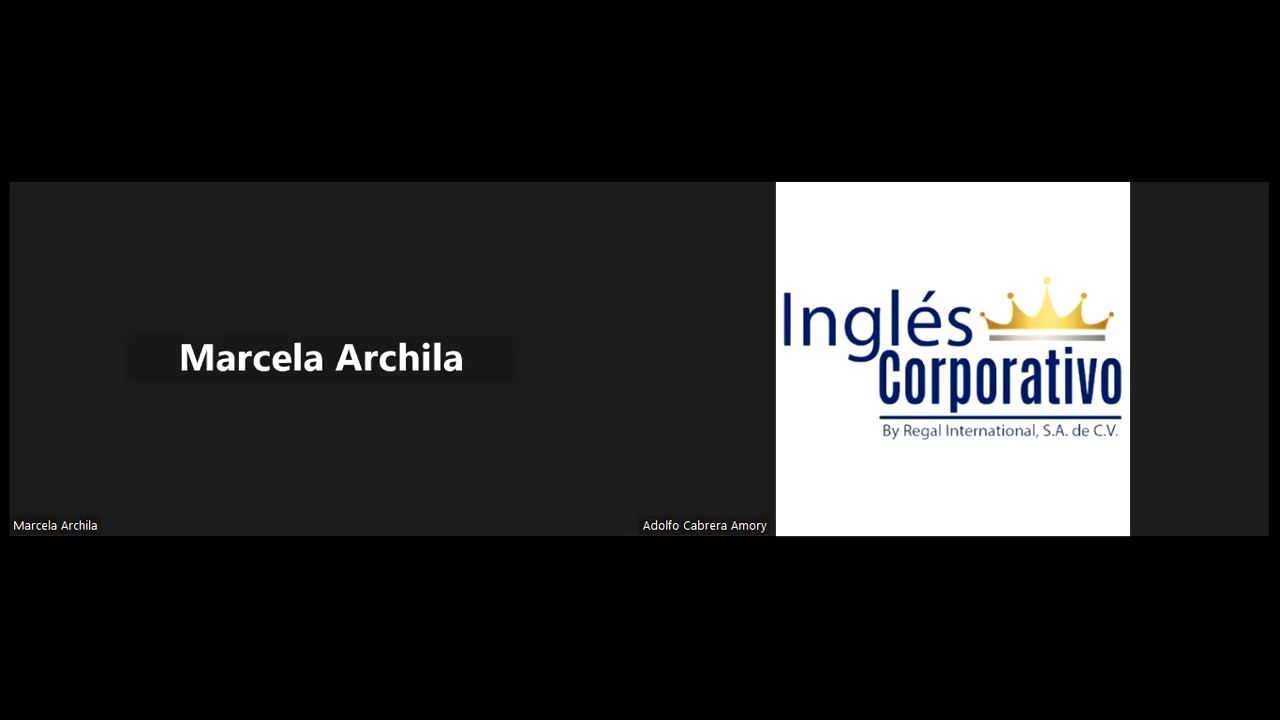 Marcela Archila
Inglés
Corporativo
By Regal International, S.A. de C.V.
Marcela Archila
Adolfo Cabrera Amory